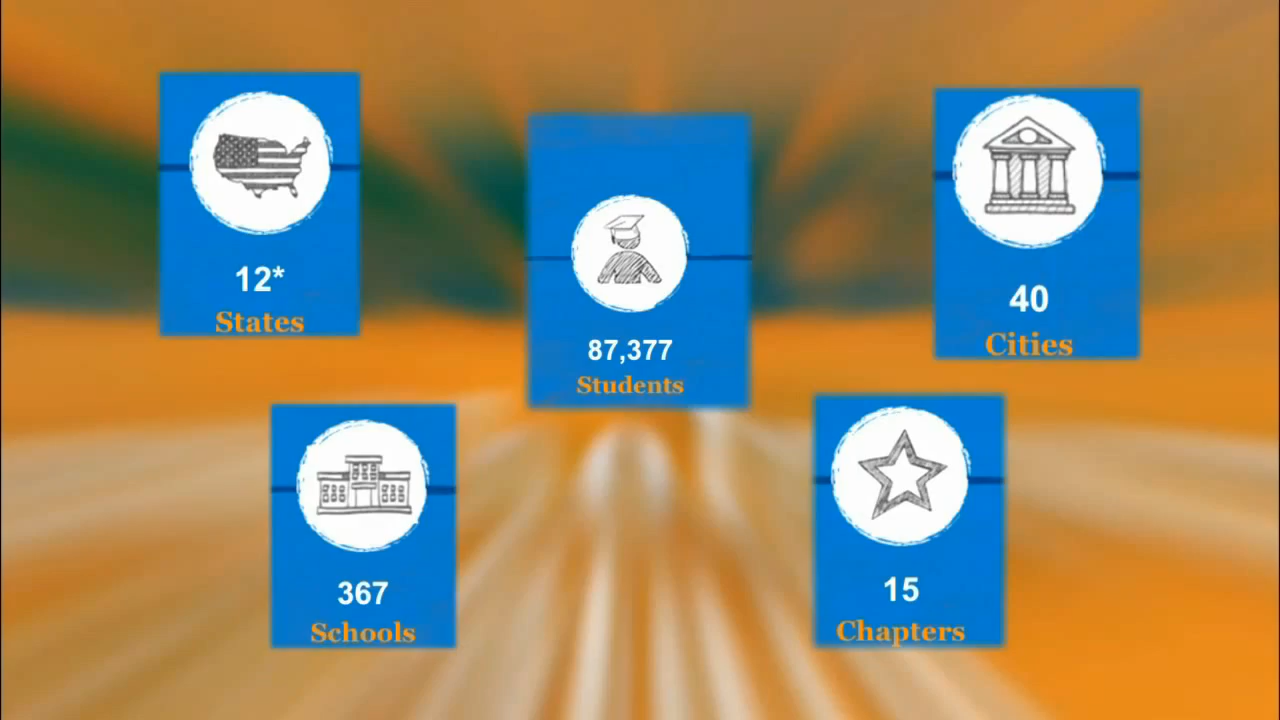 12*
States
87,377
Students
40
Cities
367
Schools
15
Chapters